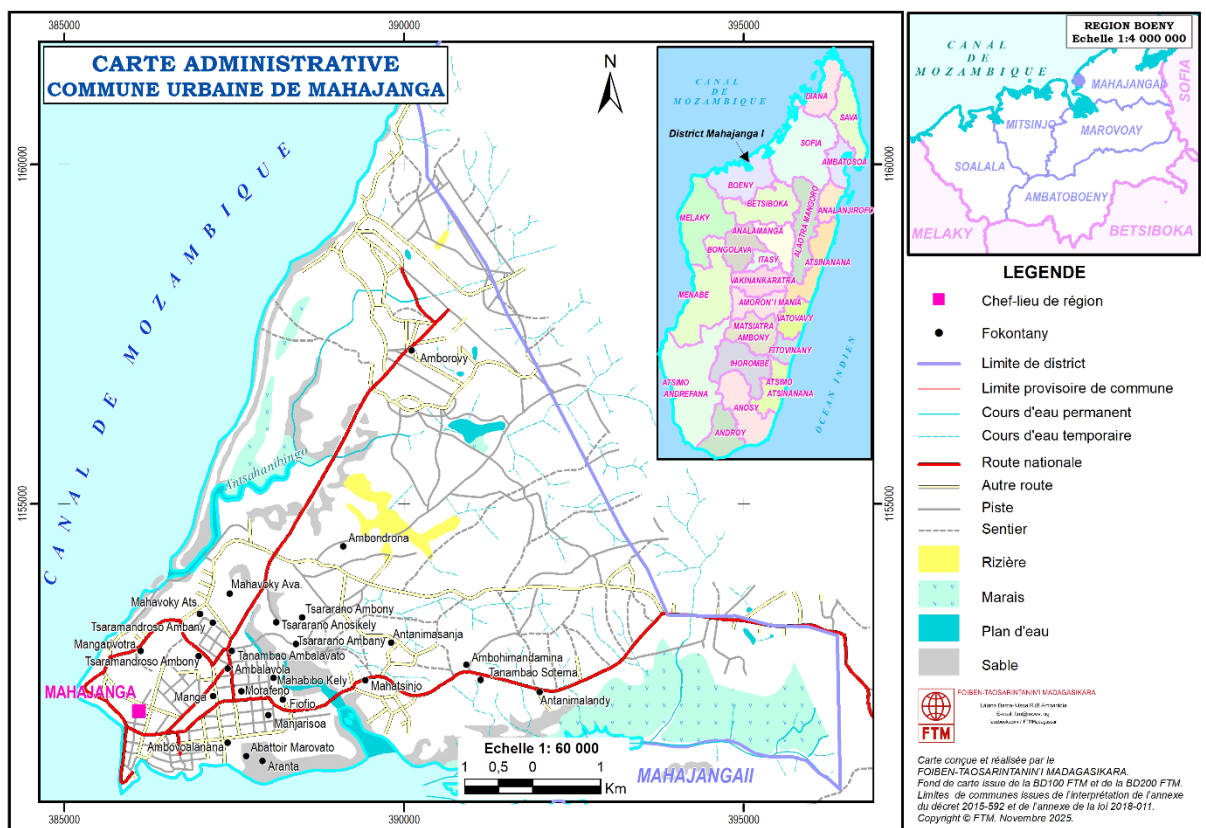 385000
390000
395000
CARTE ADMINISTRATIVE
COMMUNE URBAINE DE MAHAJANGA
N
1160000
1155000
CANAL DE MOZAMBIQUE
Antsahanibingo
Amborovy
Ambondrona
Mahavoky Ava.
Mahavoky Ats.
Tsararano Ambony
Tsaramandroso Ambany
Tsararano Anosikely
Mangarivotra
Tsararano Ambany
Antanimasanja
Tsaramandroso Ambony
Tanambao Ambalavato
Ambohimandamina
Ambalavola
Tanambao Sotema
MAHAJANGA
Mahabibo Kely
Mahatsinjo
Manga
Morafeno
Antanimalandy
Fiofio
Manjarisoa
Ambovoalanana
Abattoir Marovato
Aranta
MAHAJANGAII
Echelle 1: 60 000
1 0,5 0 1
Km
385000
390000
395000
1160000
1155000
CANAL
DE
MOZAMBIQUE
District Mahajanga I
DIANA
SAVA
SOFIA
AMBATOSOA
BOENY
BETSIBOKA
MELAKY
ANALANJIROFO
ALAOTRA MANGORO
ANALAMANGA
BONGOLAVA
ITASY
ATSINANANA
VAKINANKARATRA
MENABE
AMORON' I MANIA
VATOVAVY
MATSIATRA
AMBONY
FITOVINANY
IHOROMBE
ATSIMO
ANDREFANA
ATSIMO
ATSINANANA
ANOSY
ANDROY
OCEAN INDIEN
REGION BOENY
Echelle 1:4 000 000
CANAL
DE
MOZAMBIQUE
MAHAJANGAII
SOFIA
MITSINJO
MAROVOAY
SOALALA
AMBATOBOENY
MELAKY
BETSIBOKA
LEGENDE
Chef-lieu de région
Fokontany
Limite de district
Limite provisoire de commune
Cours d'eau permanent
Cours d'eau temporaire
Route nationale
Autre route
Piste
Sentier
Rizière
Marais
Plan d'eau
Sable
FTM
FOIBEN-TAOSARINTANIN'I MADAGASIKARA
Carte conçue et réalisée par le
FOIBEN-TAOSARINTANIN'I MADAGASIKARA.
Fond de carte issue de la BD100 FTM et de la BD200 FTM.
Limites de communes issues de l'interprétation de l'annexe
du décret 2015-592 et de l'annexe de la loi 2018-011.
Copyright © FTM. Novembre 2025.